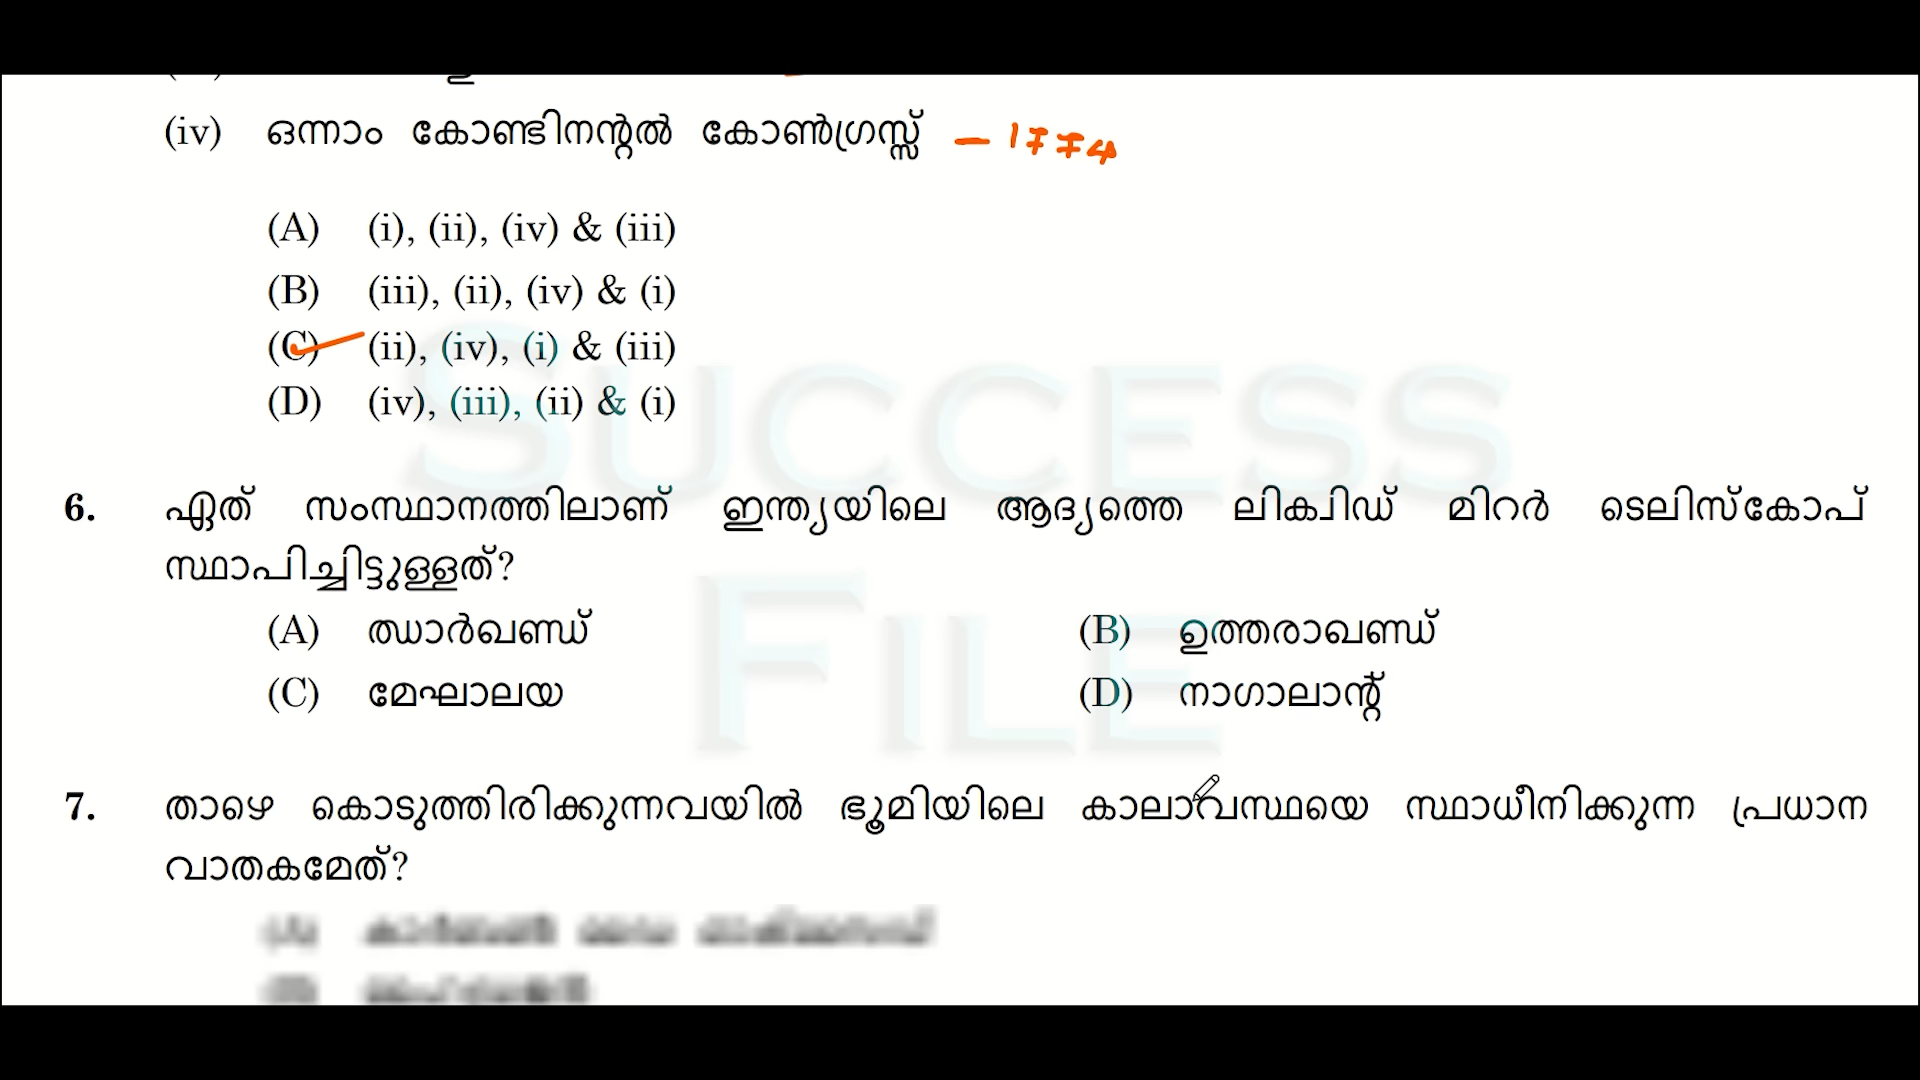 (iv) ഒന്നാം കോണ്ടിനന്റൽ കോൺഗ്രസ്സ് – 1774
(A) (i), (ii), (iv) & (iii)
(B) (iii), (ii), (iv) & (i)
(C) (ii), (iv), (i) & (iii)
(D) (iv), (iii), (ii) & (i)
SUCCESS
FILE
6. ഏത് സംസ്ഥാനത്തിലാണ് ഇന്ത്യയിലെ ആദ്യത്തെ ലിക്വിഡ് മിറർ ടെലിസ്കോപ്
സ്ഥാപിച്ചിട്ടുള്ളത്?
(A) ഝാർഖണ്ഡ് (B) ഉത്തരാഖണ്ഡ്
(C) മേഘാലയ (D) നാഗാലാന്റ്
7. താഴെ കൊടുത്തിരിക്കുന്നവയിൽ ഭൂമിയിലെ കാലാവസ്ഥയെ സ്ഥാധീനിക്കുന്ന പ്രധാന
വാതകമേത്?